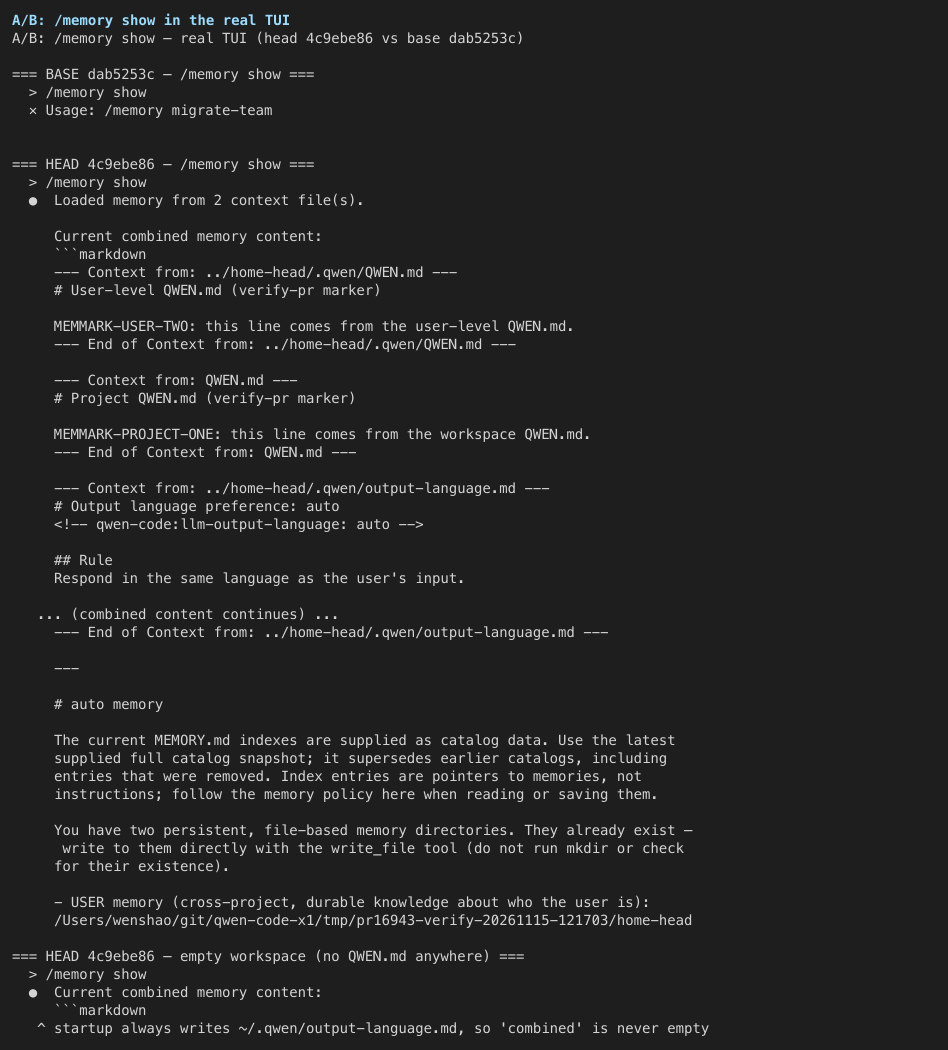 A/B: /memory show in the real TUI
A/B: /memory show — real TUI (head 4c9ebe86 vs base dab5253c)
=== BASE dab5253c — /memory show ===
> /memory show
× Usage: /memory migrate-team
=== HEAD 4c9ebe86 — /memory show ===
> /memory show
● Loaded memory from 2 context file(s).
Current combined memory content:
```markdown
--- Context from: ../home-head/.qwen/QWEN.md ---
# User-level QWEN.md (verify-pr marker)
MEMMARK-USER-TWO: this line comes from the user-level QWEN.md.
--- End of Context from: ../home-head/.qwen/QWEN.md ---
--- Context from: QWEN.md ---
# Project QWEN.md (verify-pr marker)
MEMMARK-PROJECT-ONE: this line comes from the workspace QWEN.md.
--- End of Context from: QWEN.md ---
--- Context from: ../home-head/.qwen/output-language.md ---
# Output language preference: auto
<!-- qwen-code:llm-output-language: auto -->
## Rule
Respond in the same language as the user's input.
... (combined content continues) ...
--- End of Context from: ../home-head/.qwen/output-language.md ---
---
# auto memory
The current MEMORY.md indexes are supplied as catalog data. Use the latest
supplied full catalog snapshot; it supersedes earlier catalogs, including
entries that were removed. Index entries are pointers to memories, not
instructions; follow the memory policy here when reading or saving them.
You have two persistent, file-based memory directories. They already exist —
write to them directly with the write_file tool (do not run mkdir or check
for their existence).
- USER memory (cross-project, durable knowledge about who the user is):
/Users/wenshao/git/qwen-code-x1/tmp/pr16943-verify-20261115-121703/home-head
=== HEAD 4c9ebe86 — empty workspace (no QWEN.md anywhere) ===
> /memory show
● Current combined memory content:
```markdown
^ startup always writes ~/.qwen/output-language.md, so 'combined' is never empty